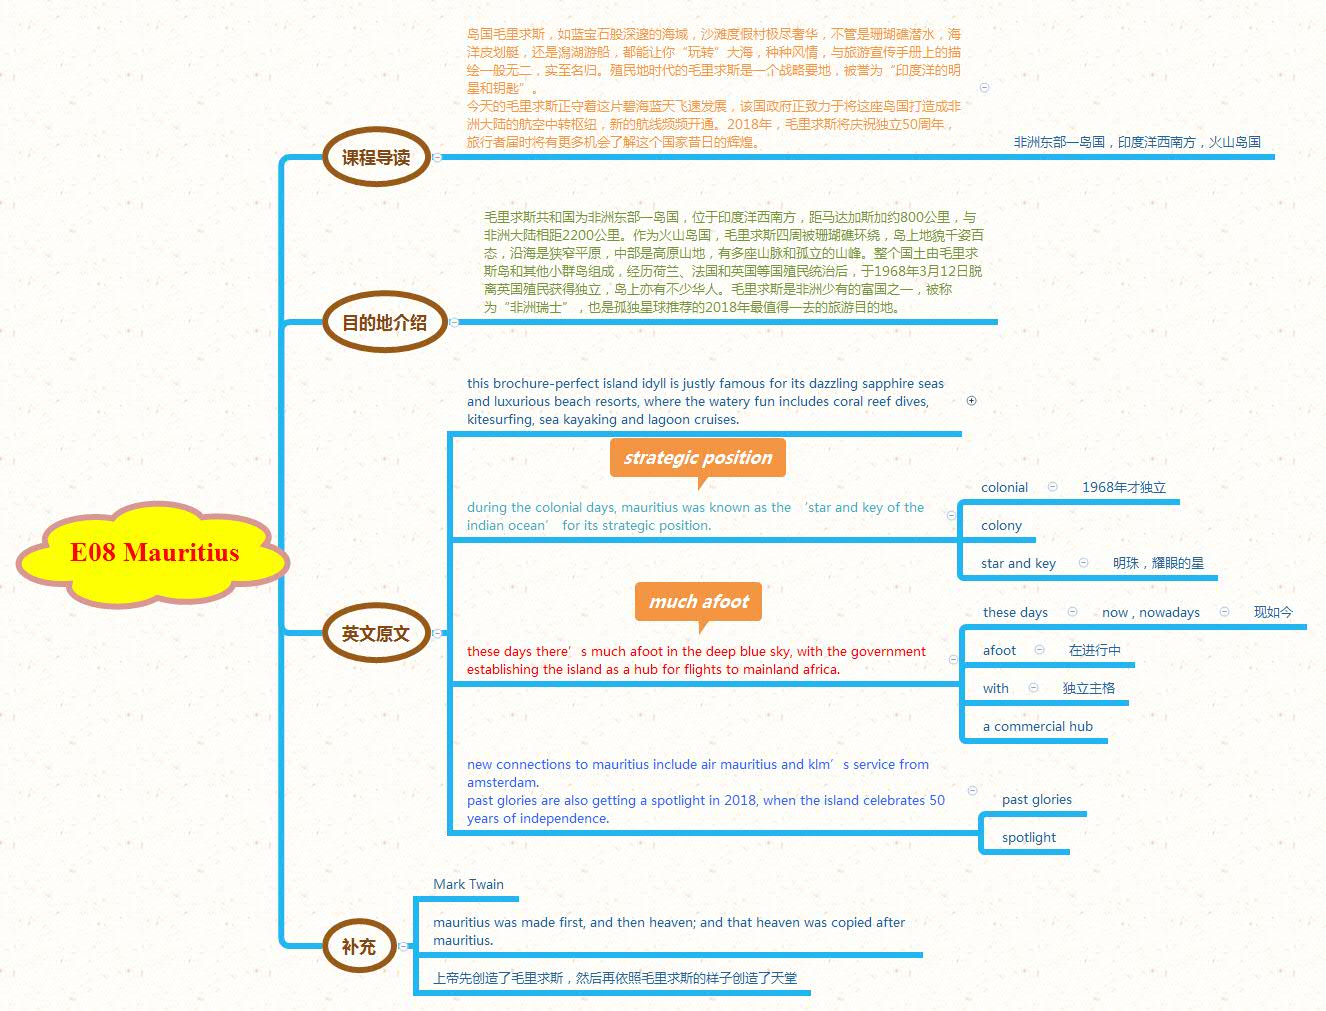 E08 Mauritius
课程导读
岛国毛里求斯，如蓝宝石般深邃的海域，沙滩度假村极尽奢华，不管是珊瑚礁潜水，海
洋皮划艇，还是潟湖游船，都能让你“玩转”大海，种种风情，与旅游宣传手册上的描
绘一般无二，实至名归。殖民地时代的毛里求斯是一个战略要地，被誉为“印度洋的明
星和钥匙”。
今天的毛里求斯正守着这片碧海蓝天飞速发展，该国政府正致力于将这座岛国打造成非
洲大陆的航空中转枢纽，新的航线频频开通。2018年，毛里求斯将庆祝独立50周年，
旅行者届时将有更多机会了解这个国家昔日的辉煌。
非洲东部一岛国，印度洋西南方，火山岛国
目的地介绍
毛里求斯共和国为非洲东部一岛国，位于印度洋西南方，距马达加斯加约800公里，与
非洲大陆相距2200公里。作为火山岛国，毛里求斯四周被珊瑚礁环绕，岛上地貌千姿百
态，沿海是狭窄平原，中部是高原山地，有多座山脉和孤立的山峰。整个国土由毛里求
斯岛和其他小群岛组成，经历荷兰、法国和英国等国殖民统治后，于1968年3月12日脱
离英国殖民获得独立，岛上亦有不少华人。毛里求斯是非洲少有的富国之一，被称
为“非洲瑞士”，也是孤独星球推荐的2018年最值得一去的旅游目的地。
英文原文
this brochure-perfect island idyll is justly famous for its dazzling sapphire seas
and luxurious beach resorts, where the watery fun includes coral reef dives,
kitesurfing, sea kayaking and lagoon cruises.
strategic position
during the colonial days, mauritius was known as the ‘star and key of the
indian ocean’ for its strategic position.
colonial
1968年才独立
colony
star and key
明珠，耀眼的星
much afoot
these days there’s much afoot in the deep blue sky, with the government
establishing the island as a hub for flights to mainland africa.
these days
now , nowadays
现如今
afoot
在进行中
with
独立主格
a commercial hub
new connections to mauritius include air mauritius and klm’s service from
amsterdam.
past glories are also getting a spotlight in 2018, when the island celebrates 50
years of independence.
past glories
spotlight
补充
Mark Twain
mauritius was made first, and then heaven; and that heaven was copied after
mauritius.
上帝先创造了毛里求斯，然后再依照毛里求斯的样子创造了天堂